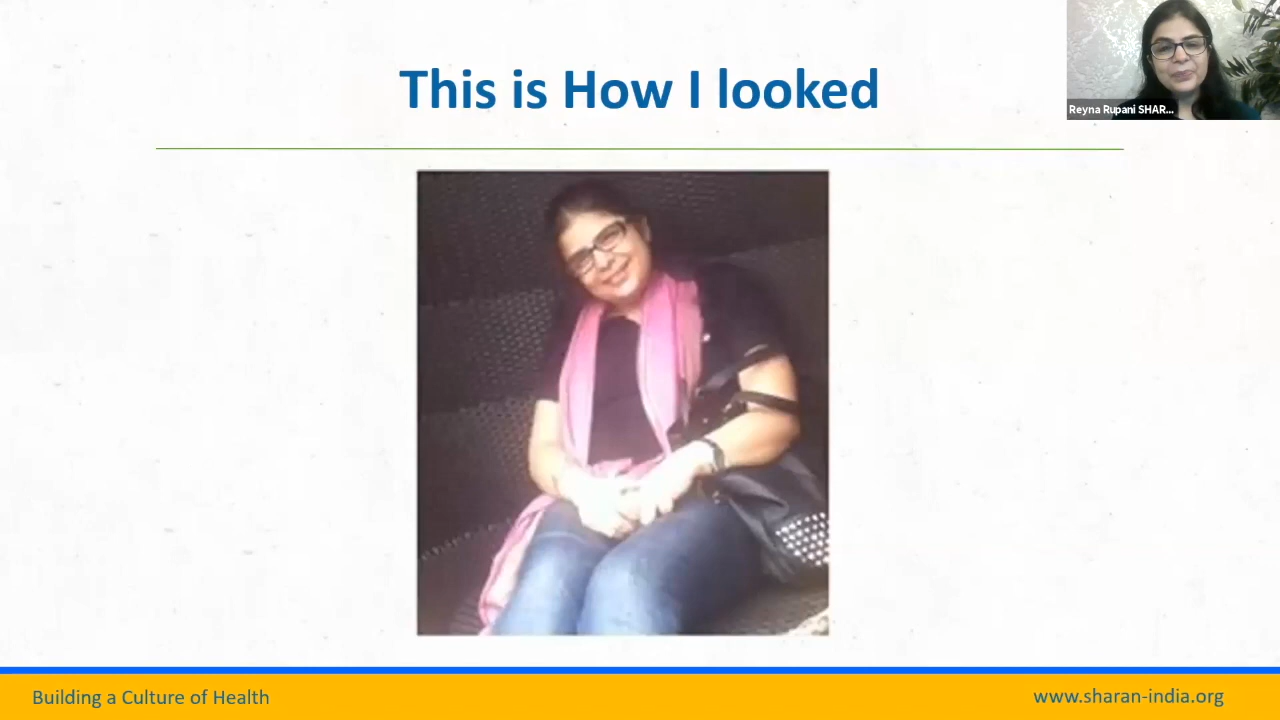 This is How I looked
Reyna Rupani SHAR...
Building a Culture of Health
www.sharan-india.org